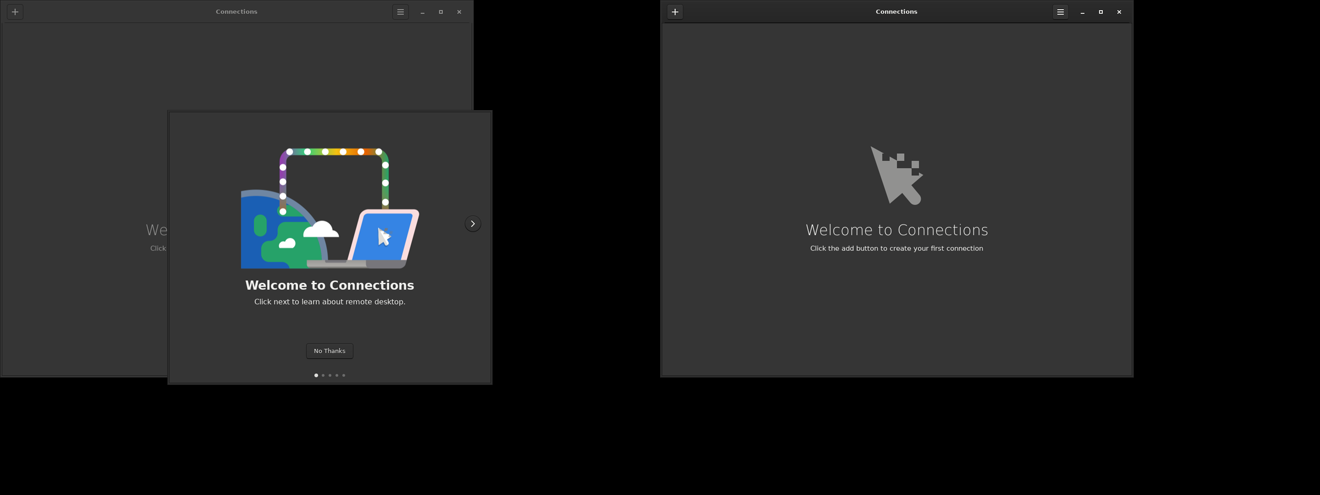 Connections
We
Click
Welcome to Connections
Click next to learn about remote desktop.
No Thanks
Connections
Welcome to Connections
Click the add button to create your first connection